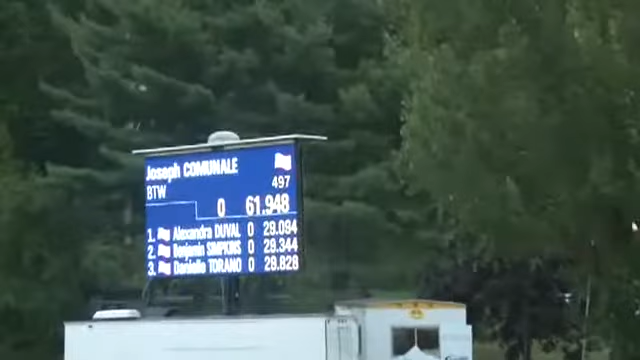 Joseph COMUNALE
BTW 497
0 61.948
1. Alexandra DUVAL 0 29.094
2. Benjamin SIMPKINS 0 29.344
3. Danielle TORANO 0 29.828